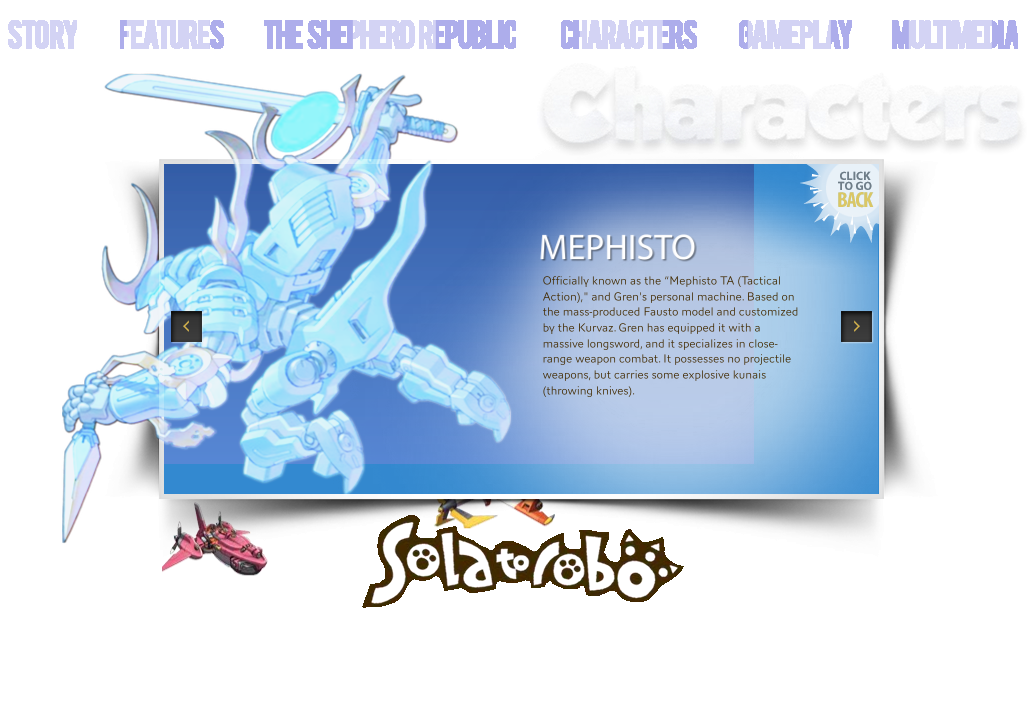 STORY FEATURES THE SHEPHERD REPUBLIC CHARACTERS GAMEPLAY MULTIMEDIA
Characters
CLICK
TO GO
BACK
MEPHISTO
Officially known as the “Mephisto TA (Tactical
Action),” and Gren's personal machine. Based on
the mass-produced Fausto model and customized
by the Kurvaz. Gren has equipped it with a
massive longsword, and it specializes in close-
range weapon combat. It possesses no projectile
weapons, but carries some explosive kunais
(throwing knives).
Solatorobo